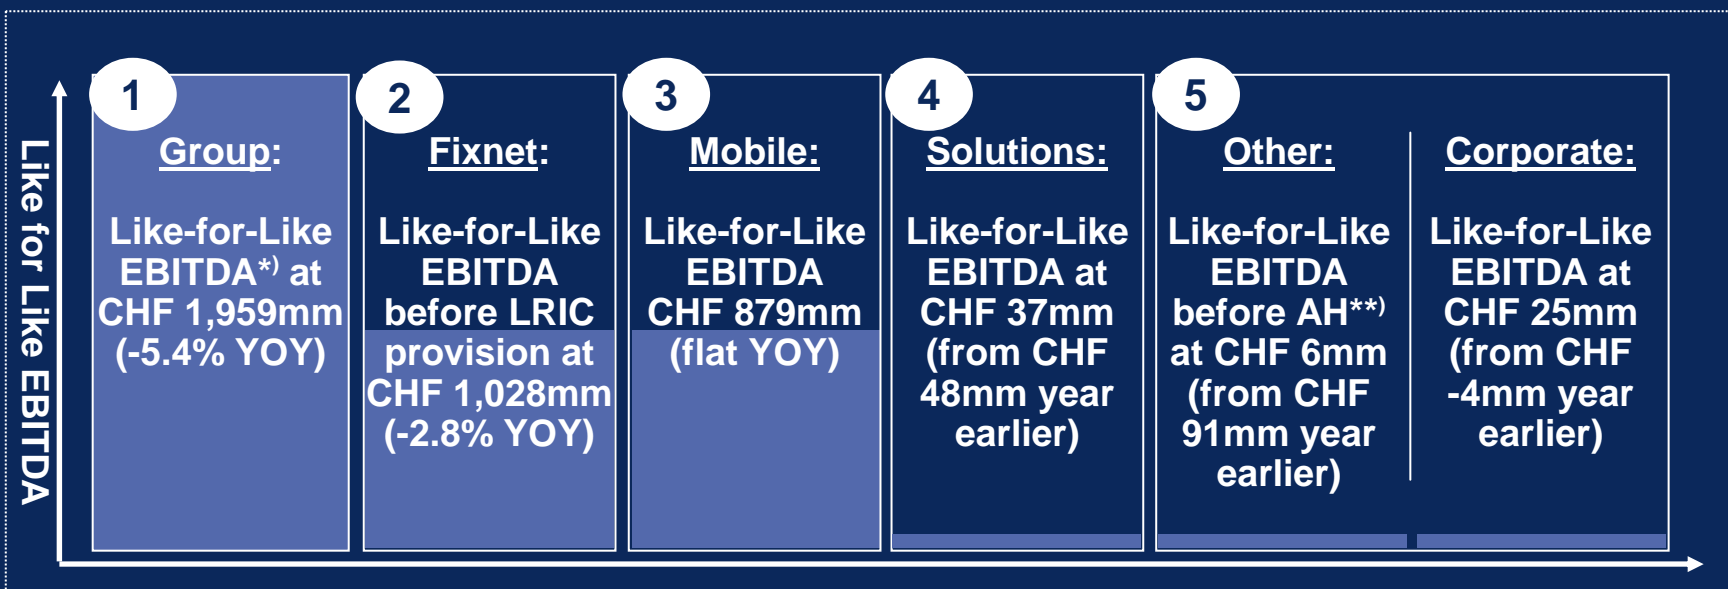 Like for Like EBITDA
1
Group:
Like-for-Like
EBITDA*) at
CHF 1,959mm
(-5.4% YOY)
2
Fixnet:
Like-for-Like
EBITDA
before LRIC
provision at
CHF 1,028mm
(-2.8% YOY)
3
Mobile:
Like-for-Like
EBITDA
CHF 879mm
(flat YOY)
4
Solutions:
Like-for-Like
EBITDA at
CHF 37mm
(from CHF
48mm year
earlier)
5
Other:
Like-for-Like
EBITDA
before AH**)
at CHF 6mm
(from CHF
91mm year
earlier)
Corporate:
Like-for-Like
EBITDA at
CHF 25mm
(from CHF
-4mm year
earlier)